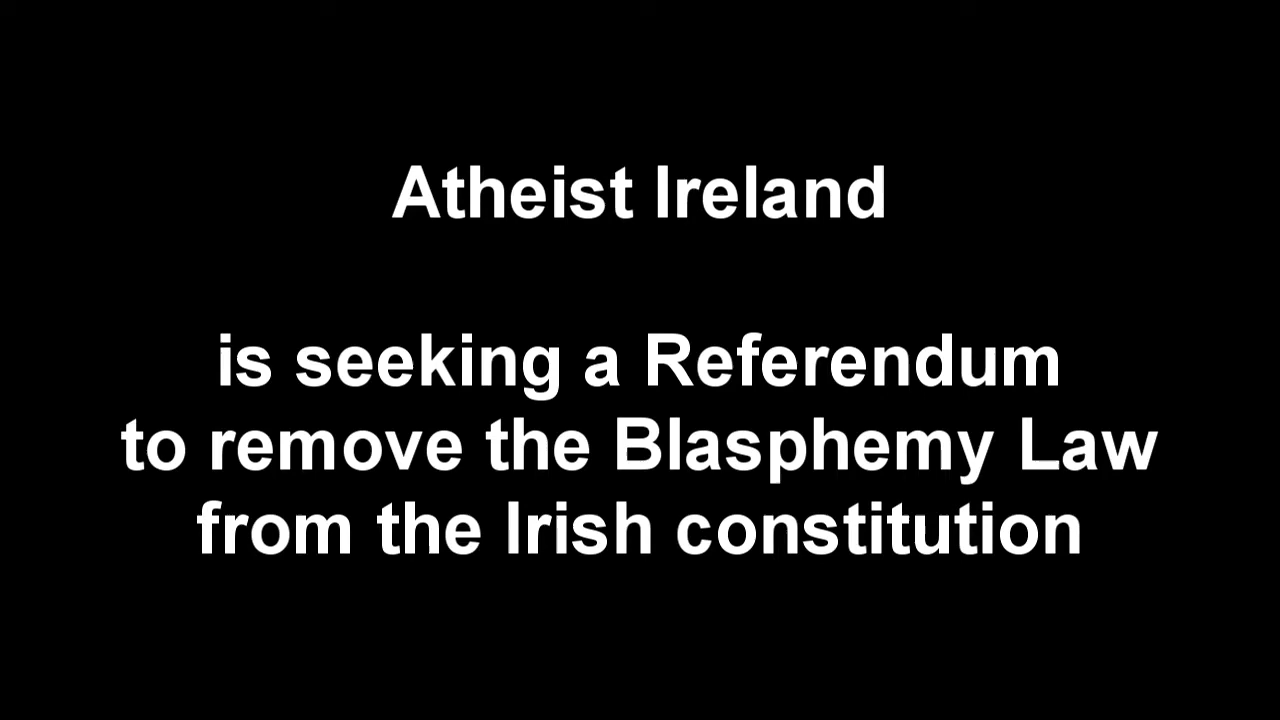 Atheist Ireland
is seeking a Referendum
to remove the Blasphemy Law
from the Irish constitution